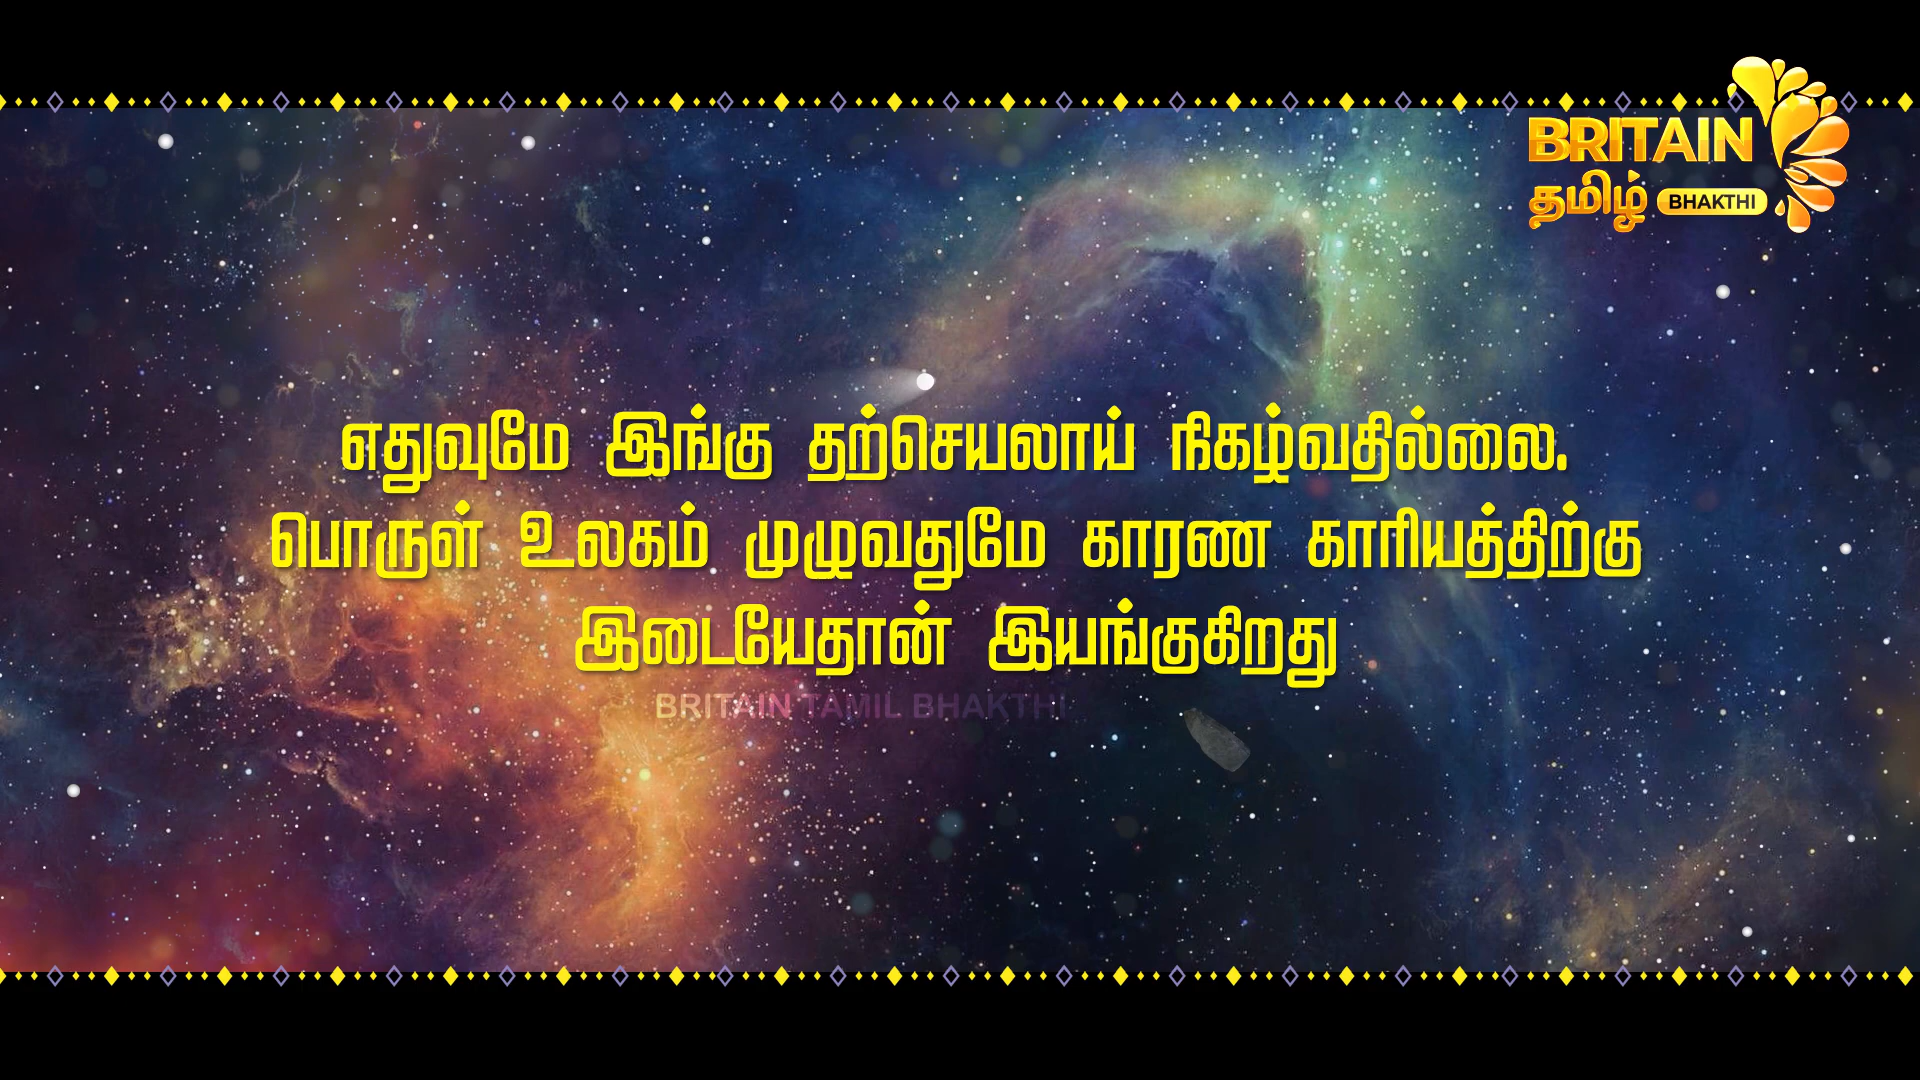 BRITAIN
தமிழ் BHAKTHI
எதுவுமே இங்கு தற்செயலாய் நிகழ்வதில்லை.
பொருள் உலகம் முழுவதுமே காரண காரியத்திற்கு
இடையேதான் இயங்குகிறது
BRITAIN TAMIL BHAKTHI